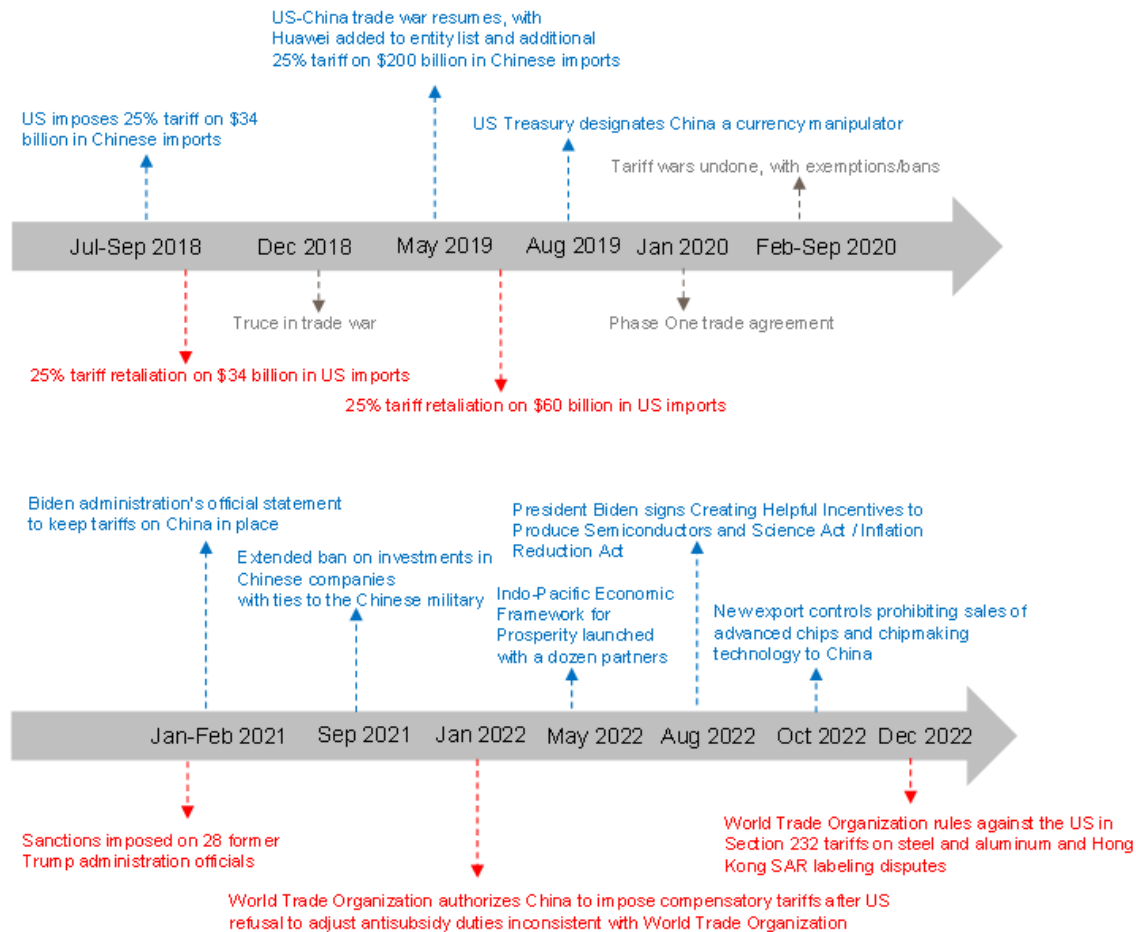 US-China trade war resumes, with
Huawei added to entity list and additional
25% tariff on $200 billion in Chinese imports
US imposes 25% tariff on $34
billion in Chinese imports
US Treasury designates China a currency manipulator
Tariff wars undone, with exemptions/bans
Jul-Sep 2018
Dec 2018
May 2019
Aug 2019
Jan 2020
Feb-Sep 2020
Truce in trade war
Phase One trade agreement
25% tariff retaliation on $34 billion in US imports
25% tariff retaliation on $60 billion in US imports
Biden administration's official statement
to keep tariffs on China in place
Extended ban on investments in
Chinese companies
with ties to the Chinese military
Indo-Pacific Economic
Framework for
Prosperity launched
with a dozen partners
President Biden signs Creating Helpful Incentives to
Produce Semiconductors and Science Act / Inflation
Reduction Act
New export controls prohibiting sales of
advanced chips and chipmaking
technology to China
Jan-Feb 2021
Sep 2021
Jan 2022
May 2022
Aug 2022
Oct 2022
Dec 2022
Sanctions imposed on 28 former
Trump administration officials
World Trade Organization authorizes China to impose compensatory tariffs after US
refusal to adjust antisubsidy duties inconsistent with World Trade Organization
World Trade Organization rules against the US in
Section 232 tariffs on steel and aluminum and Hong
Kong SAR labeling disputes